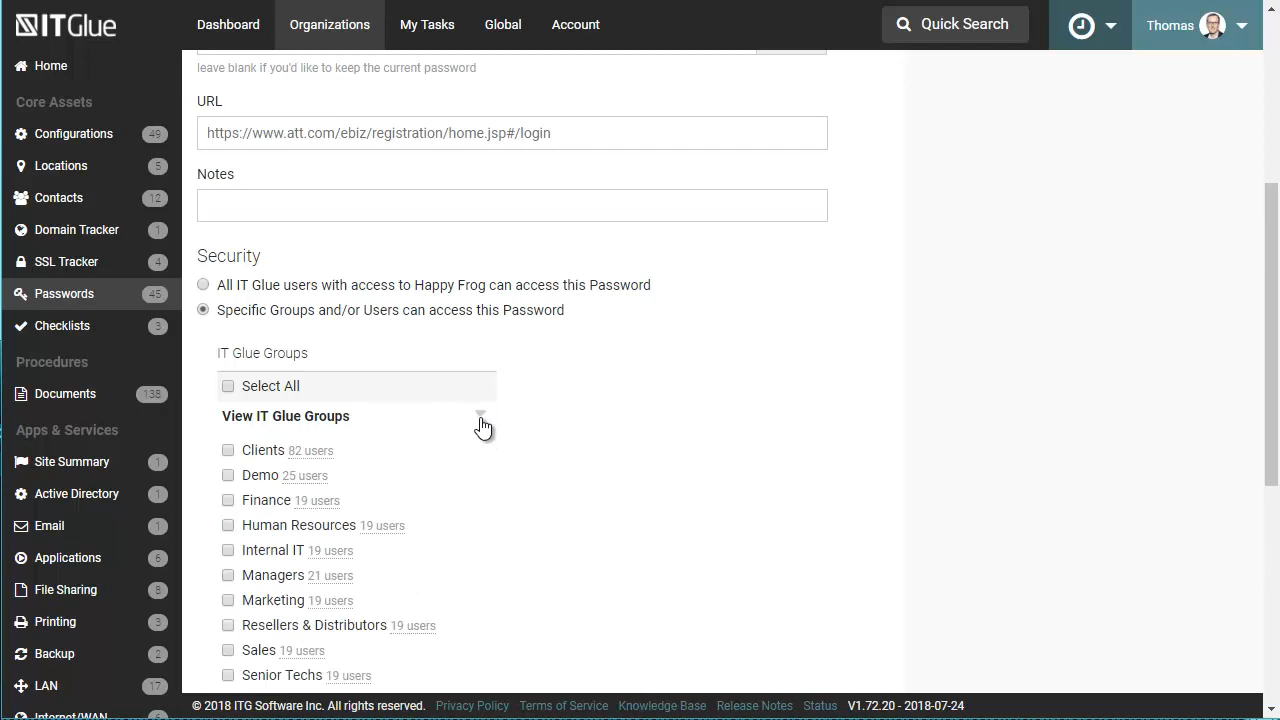 ITGlue
Dashboard
Organizations
My Tasks
Global
Account
Quick Search
Thomas
Home
Core Assets
Configurations 49
Locations 5
Contacts 12
Domain Tracker 1
SSL Tracker 4
Passwords 45
Checklists 3
Procedures
Documents 138
Apps & Services
Site Summary 1
Active Directory 1
Email 1
Applications 6
File Sharing 8
Printing 3
Backup 2
LAN 17
Internet/WAN 6
leave blank if you'd like to keep the current password
URL
https://www.att.com/ebiz/registration/home.jsp#/login
Notes
Security
All IT Glue users with access to Happy Frog can access this Password
Specific Groups and/or Users can access this Password
IT Glue Groups
Select All
View IT Glue Groups
Clients 82 users
Demo 25 users
Finance 19 users
Human Resources 19 users
Internal IT 19 users
Managers 21 users
Marketing 19 users
Resellers & Distributors 19 users
Sales 19 users
Senior Techs 19 users
© 2018 ITG Software Inc. All rights reserved. Privacy Policy Terms of Service Knowledge Base Release Notes Status V1.72.20 - 2018-07-24